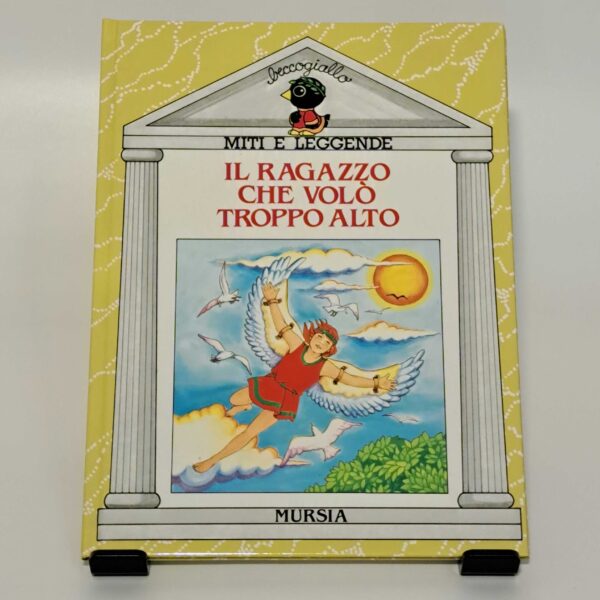 beccogiallo
MITI E LEGGENDE
IL RAGAZZO
CHE VOLÒ
TROPPO ALTO
MURSIA